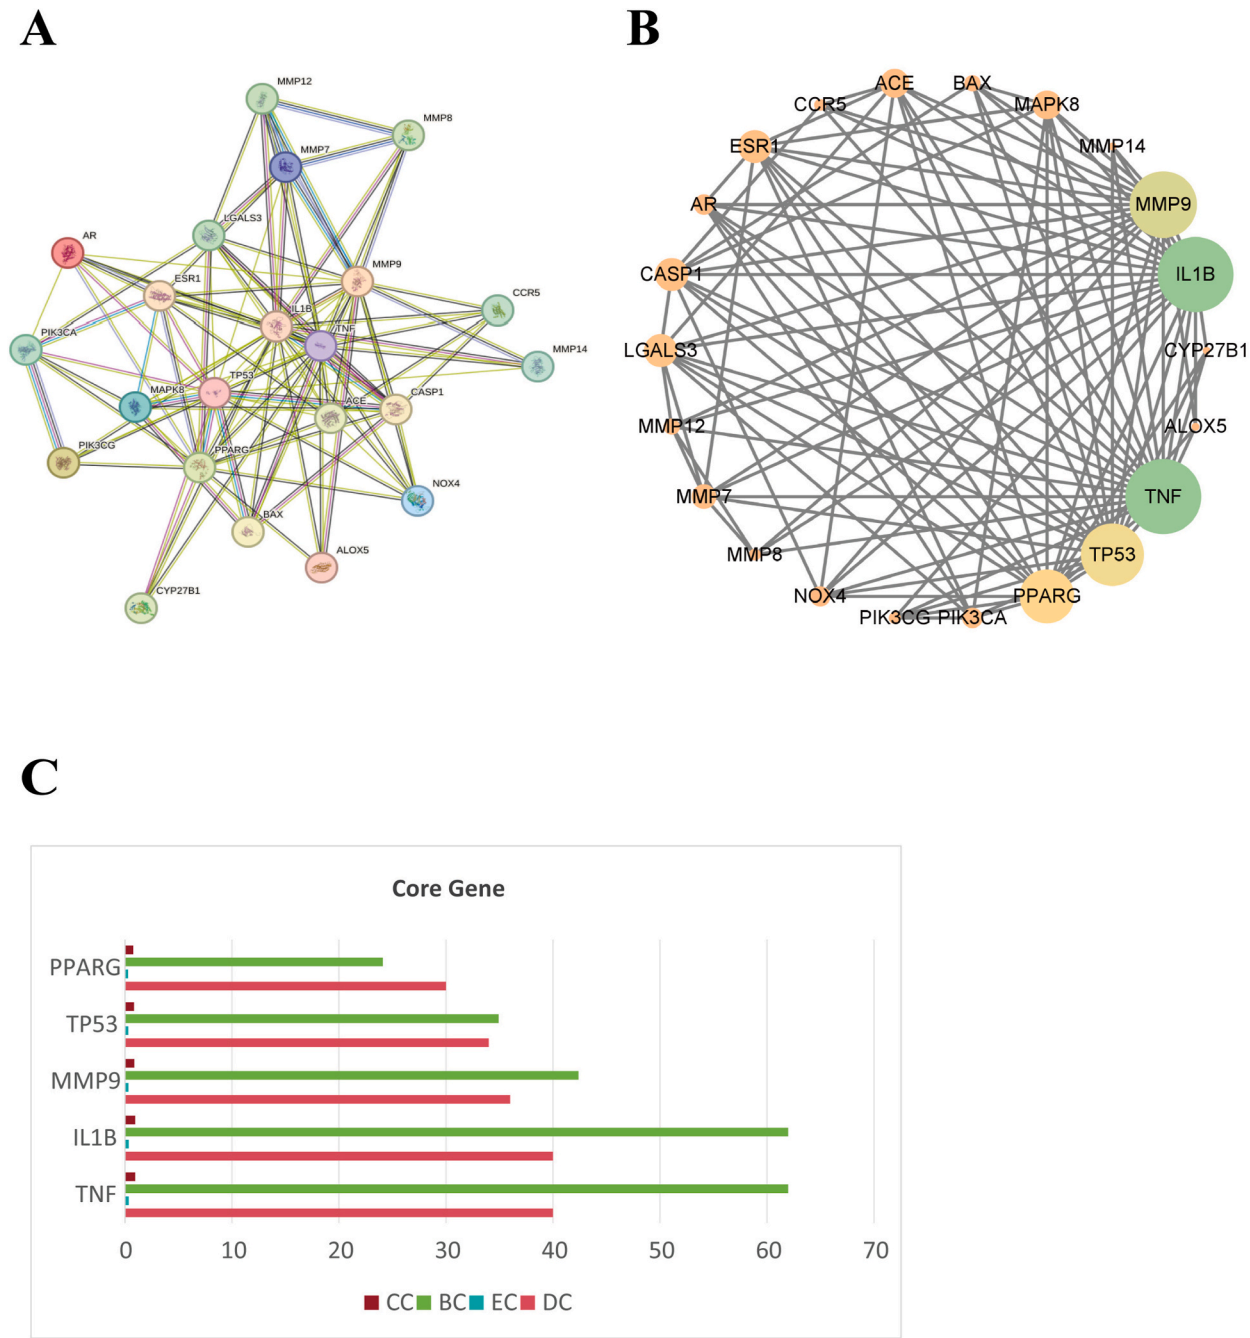 A
MMP12
MMP8
MMP7
LGALS3
AR
ESR1
MMP9
CCR5
IL1B
TNF
PIK3CA
MMP14
MAPK8
TP53
ACE
CASP1
PIK3CG
PPARG
NOX4
BAX
ALOX5
CYP27B1
B
ACE
BAX
CCR5
MAPK8
ESR1
MMP14
AR
MMP9
CASP1
IL1B
LGALS3
CYP27B1
MMP12
ALOX5
MMP7
TNF
MMP8
TP53
NOX4
PPARG
PIK3CG
PIK3CA
C
Core Gene
PPARG
TP53
MMP9
IL1B
TNF
0 10 20 30 40 50 60 70
CC BC EC DC